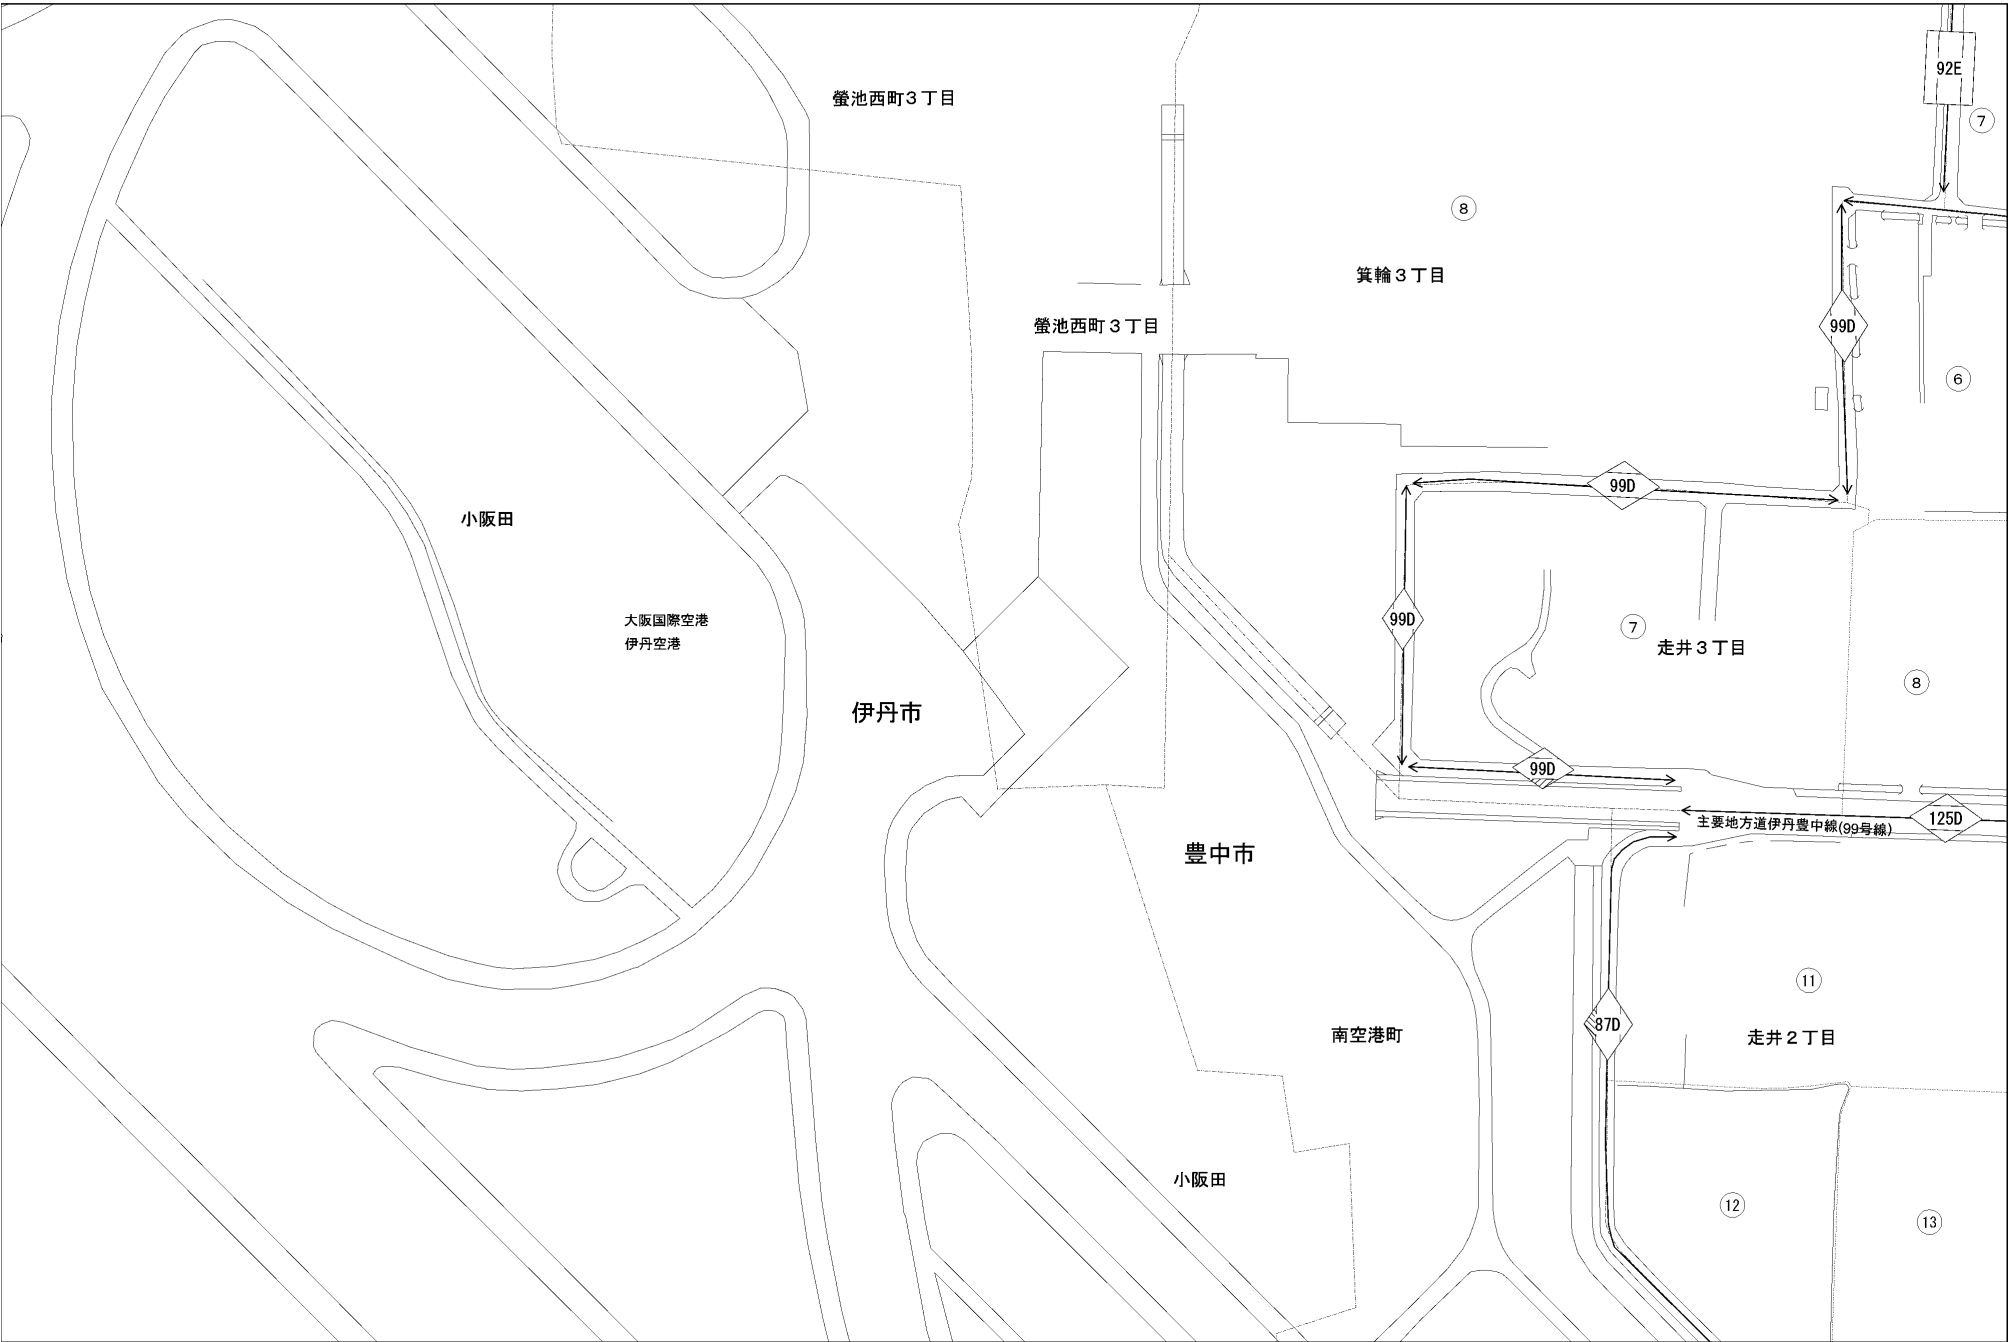 92E
螢池西町３丁目
⑦
⑧
箕輪３丁目
螢池西町３丁目
99D
⑥
99D
小阪田
大阪国際空港
伊丹空港
99D
⑦
走井３丁目
⑧
伊丹市
99D
125D
主要地方道伊丹豊中線(99号線)
豊中市
⑪
87D
南空港町
走井２丁目
小阪田
⑫
⑬